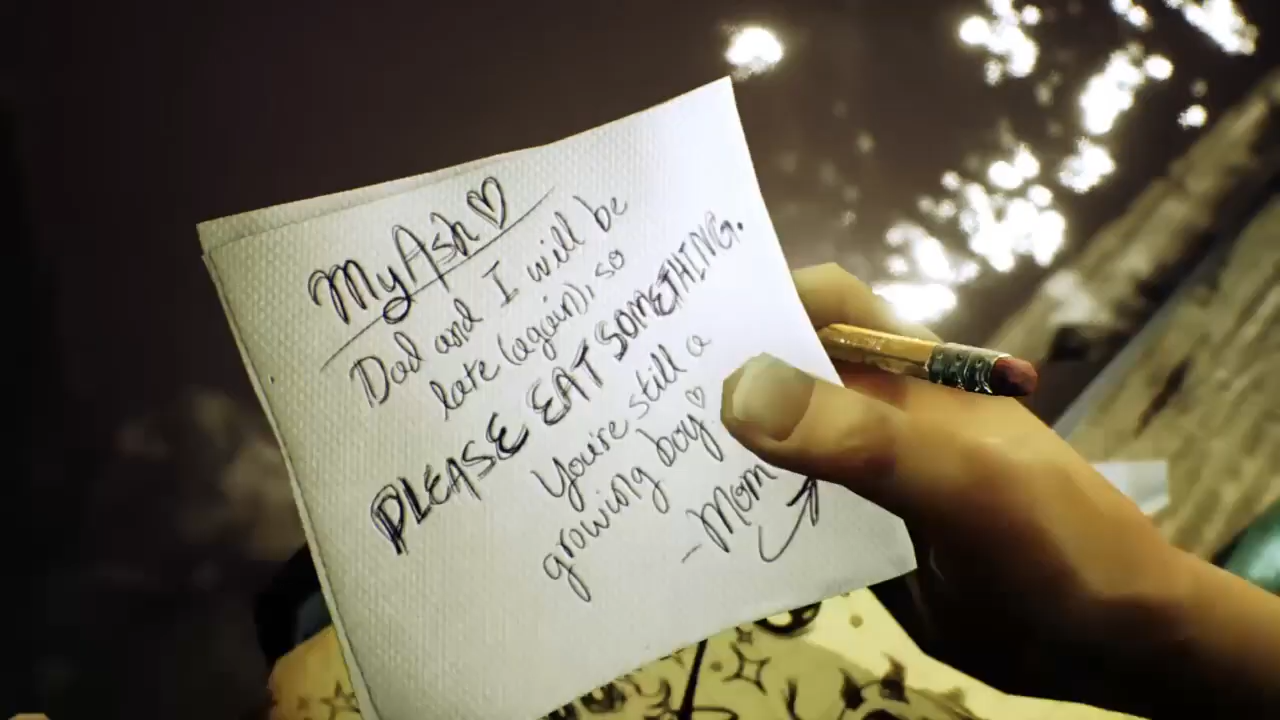 My Ash♡
Dad and I will be
late (again), so
PLEASE EAT SOMETHING.
You're still a
growing boy♡
-Mom